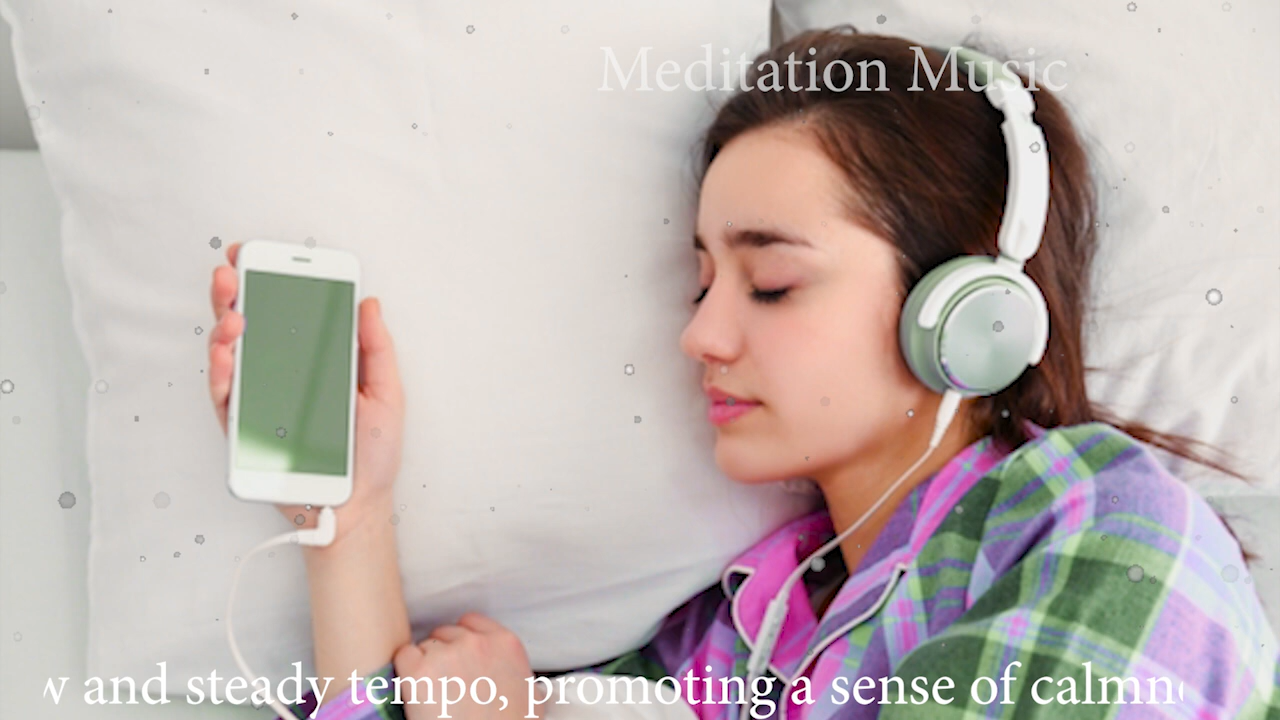 Meditation Music
and steady tempo, promoting a sense of